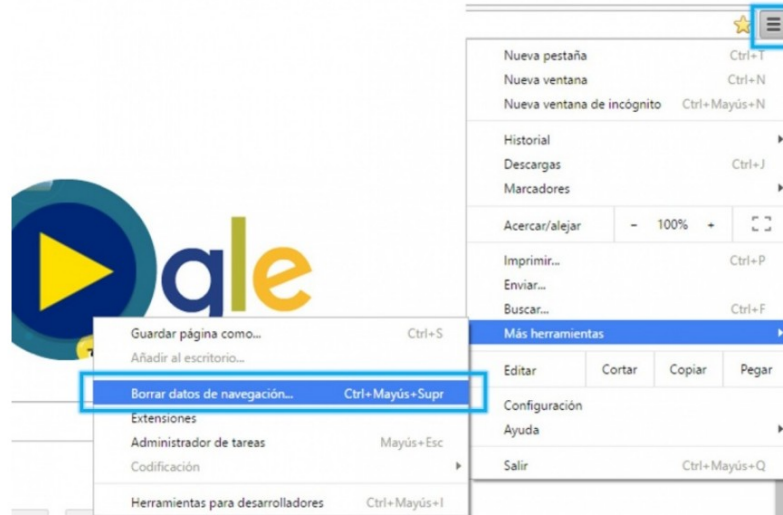 Nueva pestaña Ctrl+T
Nueva ventana Ctrl+N
Nueva ventana de incógnito Ctrl+Mayús+N
Historial
Descargas Ctrl+J
Marcadores
Acercar/alejar - 100% +
Imprimir... Ctrl+P
Enviar...
Buscar... Ctrl+F
Más herramientas
Editar Cortar Copiar Pegar
Configuración
Ayuda
Salir Ctrl+Mayús+Q
gle
Guardar página como... Ctrl+S
Añadir al escritorio...
Borrar datos de navegación... Ctrl+Mayús+Supr
Extensiones
Administrador de tareas Mayús+Esc
Codificación
Herramientas para desarrolladores Ctrl+Mayús+I